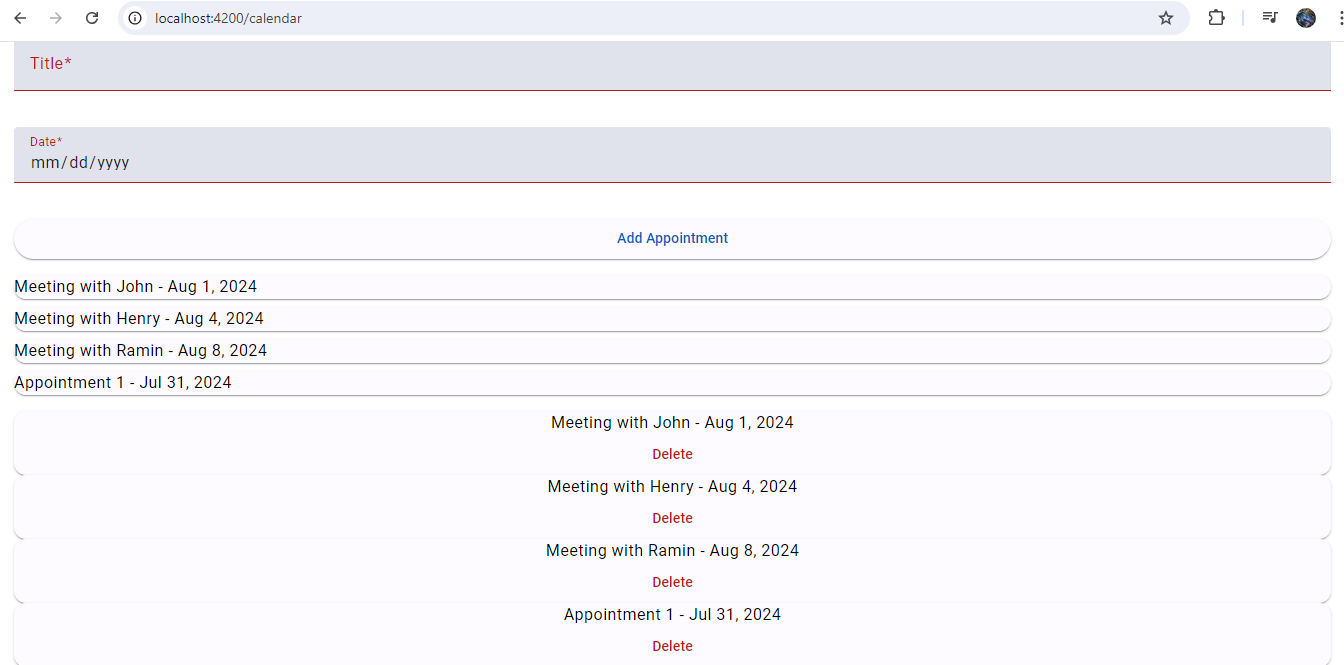 localhost:4200/calendar
Title*
Date*
mm/dd/yyyy
Add Appointment
Meeting with John - Aug 1, 2024
Meeting with Henry - Aug 4, 2024
Meeting with Ramin - Aug 8, 2024
Appointment 1 - Jul 31, 2024
Meeting with John - Aug 1, 2024
Delete
Meeting with Henry - Aug 4, 2024
Delete
Meeting with Ramin - Aug 8, 2024
Delete
Appointment 1 - Jul 31, 2024
Delete